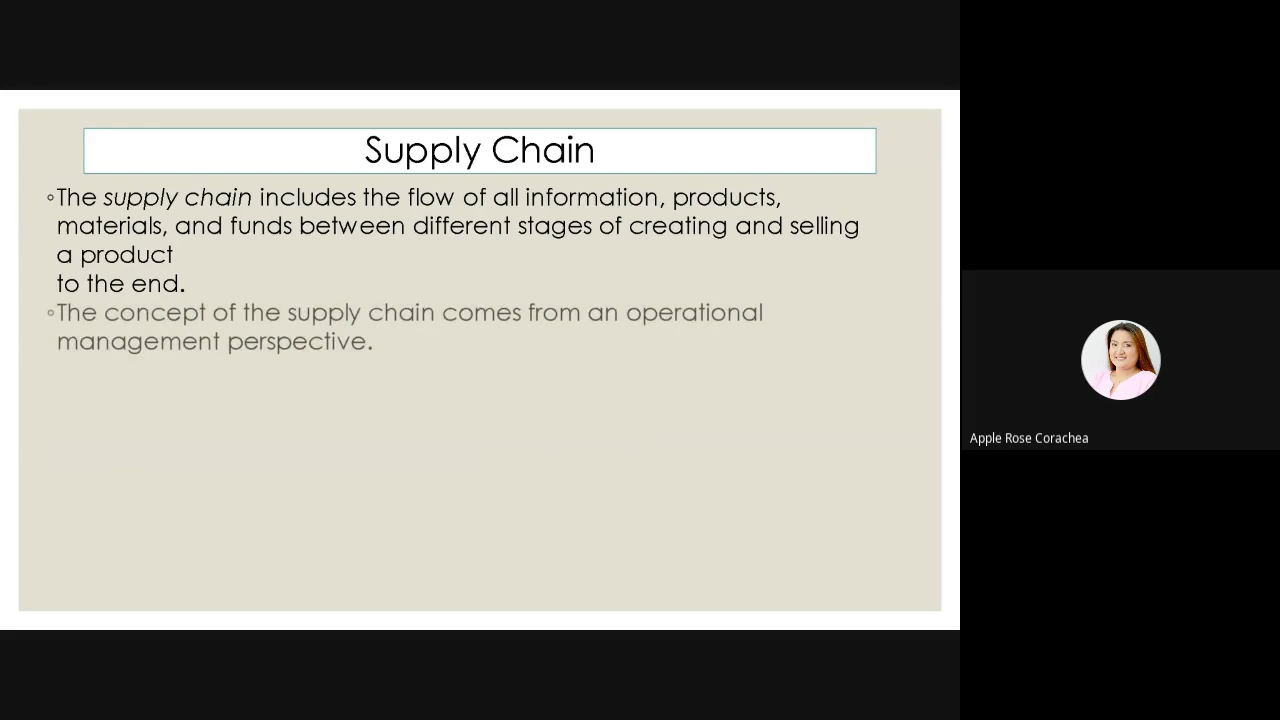 Supply Chain
◦The supply chain includes the flow of all information, products,
materials, and funds between different stages of creating and selling
a product
to the end.
◦The concept of the supply chain comes from an operational
management perspective.
Apple Rose Corachea